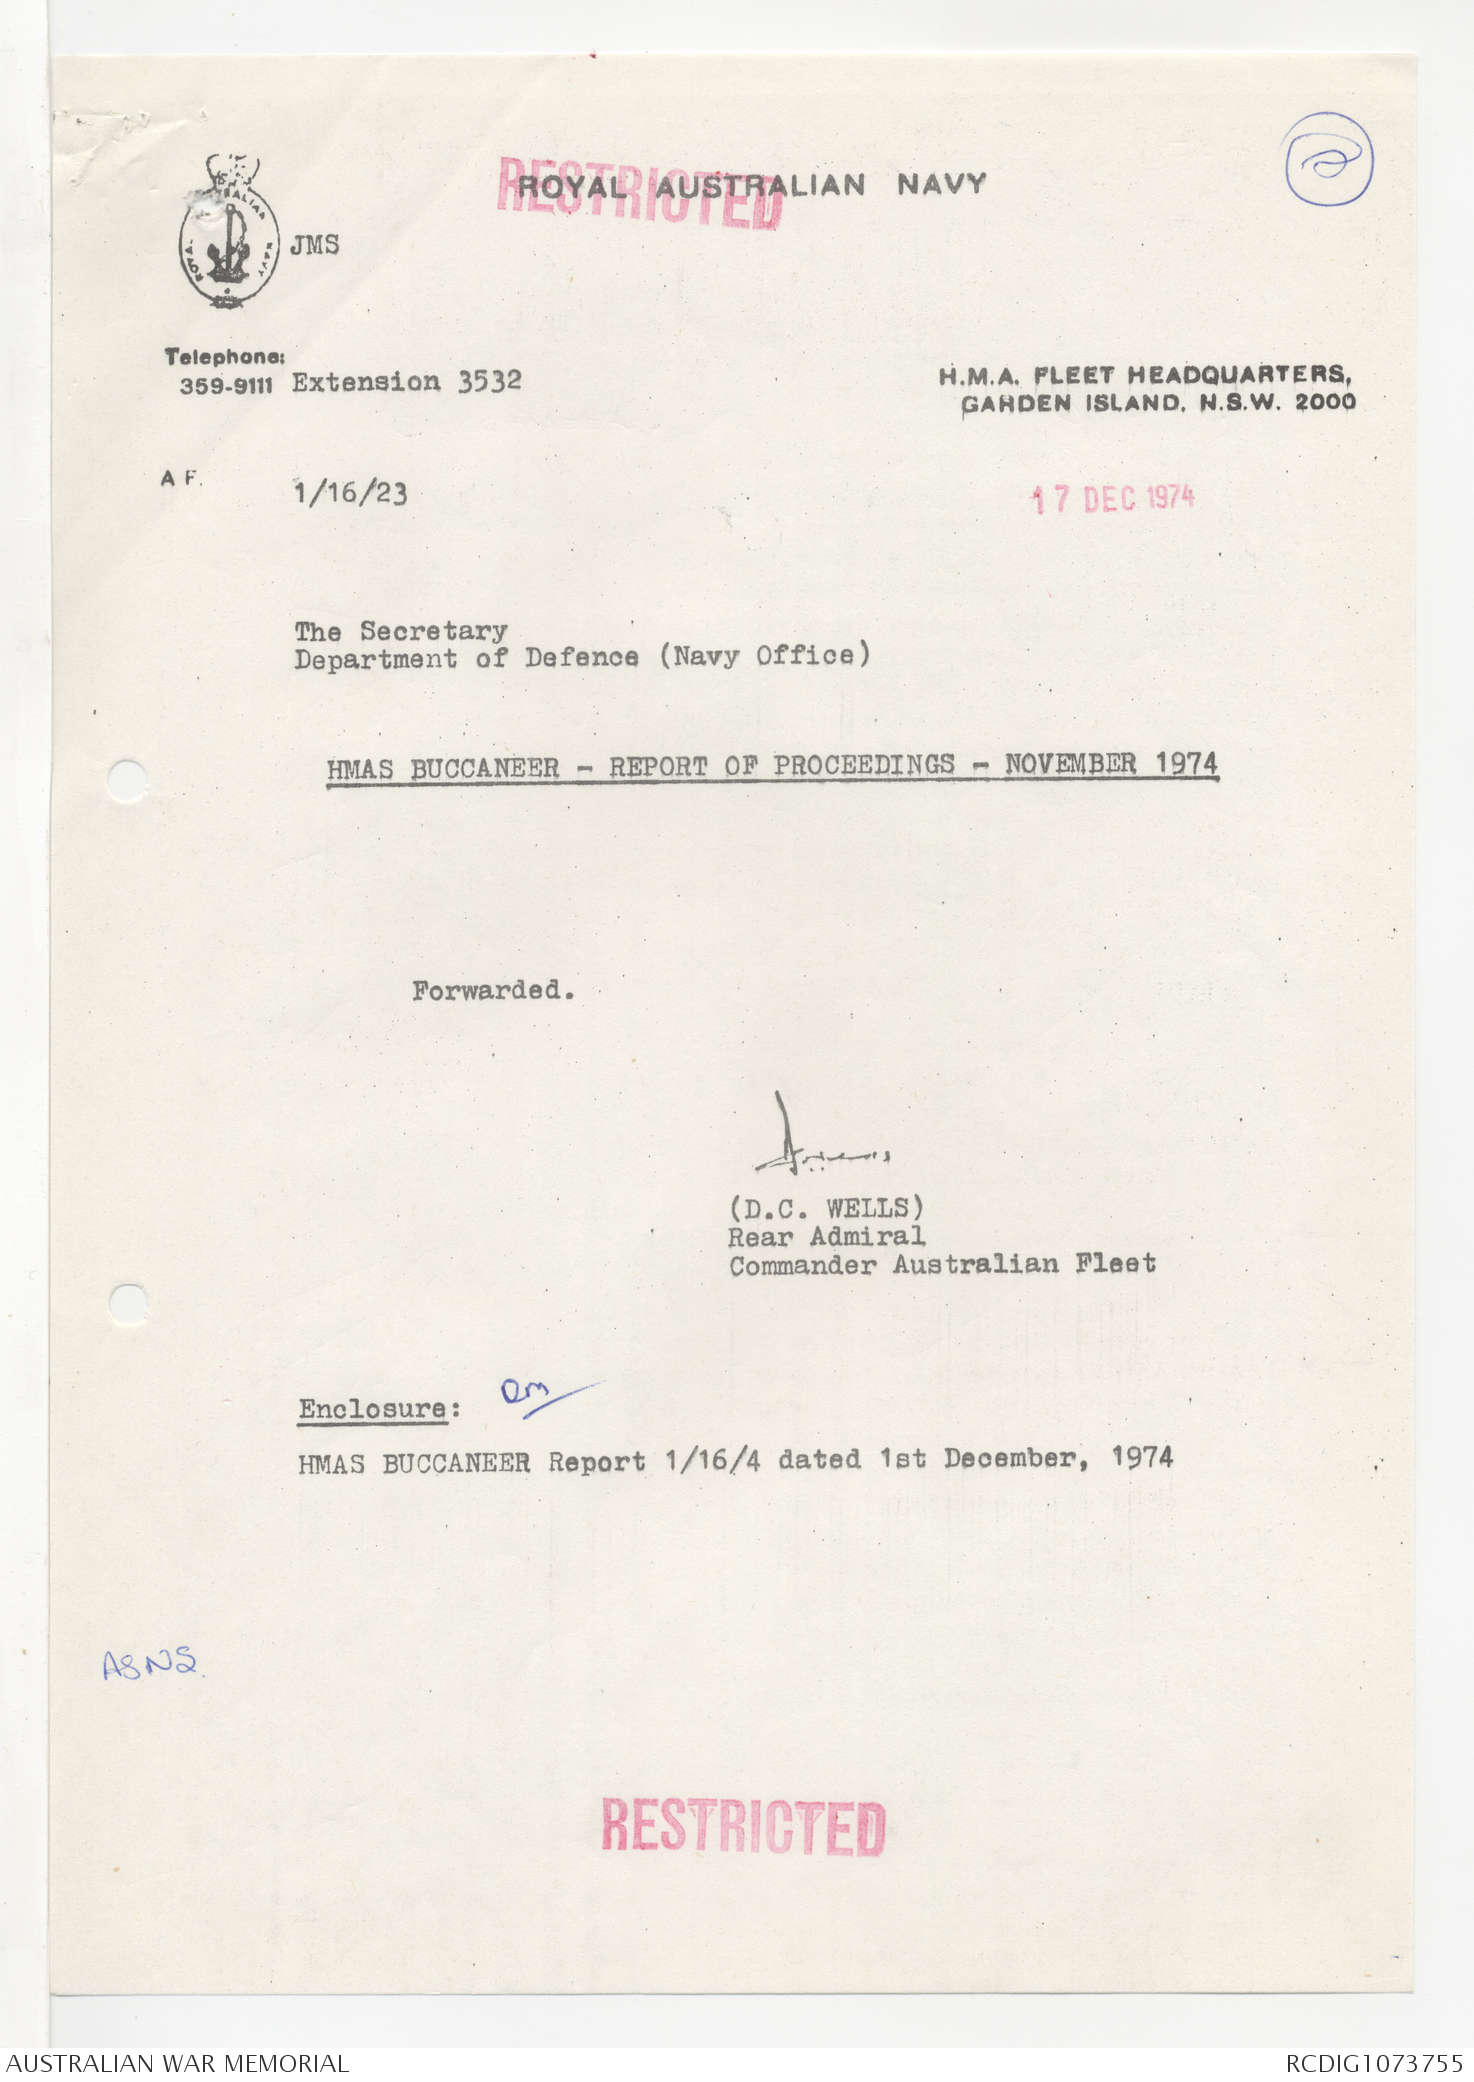 RESTRICTED
ROYAL AUSTRALIAN NAVY
ROYAL AUSTRALIAN NAVY
JMS
Telephone:
359-9111 Extension 3532
H.M.A. FLEET HEADQUARTERS,
GARDEN ISLAND, N.S.W. 2000
A F. 1/16/23
17 DEC 1974
The Secretary
Department of Defence (Navy Office)
HMAS BUCCANEER - REPORT OF PROCEEDINGS - NOVEMBER 1974
Forwarded.
(D.C. WELLS)
Rear Admiral
Commander Australian Fleet
Enclosure:
HMAS BUCCANEER Report 1/16/4 dated 1st December, 1974
RESTRICTED
AUSTRALIAN WAR MEMORIAL
RCDIG1073755